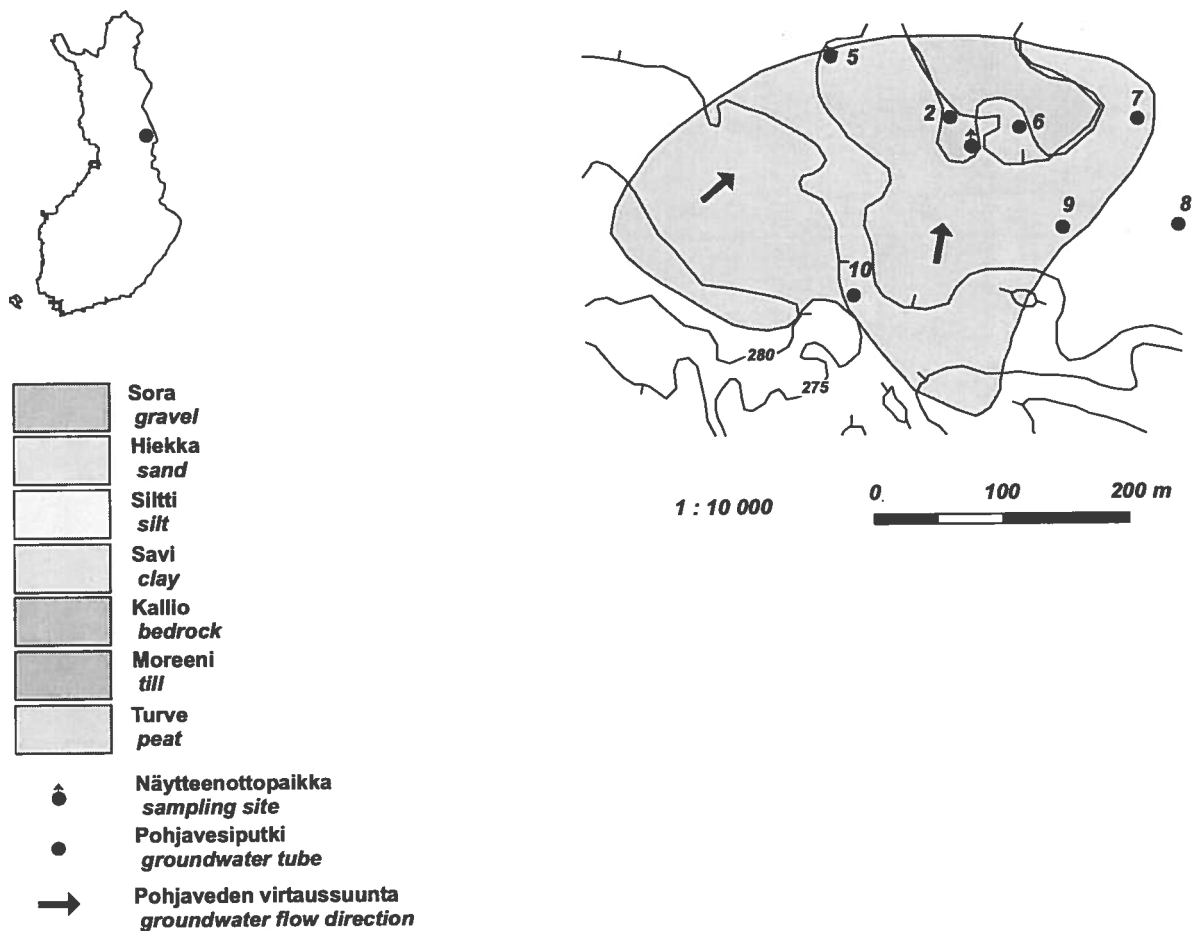 5
2
6
7
9
8
10
280
275
1 : 10 000
0 100 200 m
Sora
gravel
Hiekka
sand
Siltti
silt
Savi
clay
Kallio
bedrock
Moreeni
till
Turve
peat
Näytteenottopaikka
sampling site
Pohjavesiputki
groundwater tube
Pohjaveden virtaussuunta
groundwater flow direction